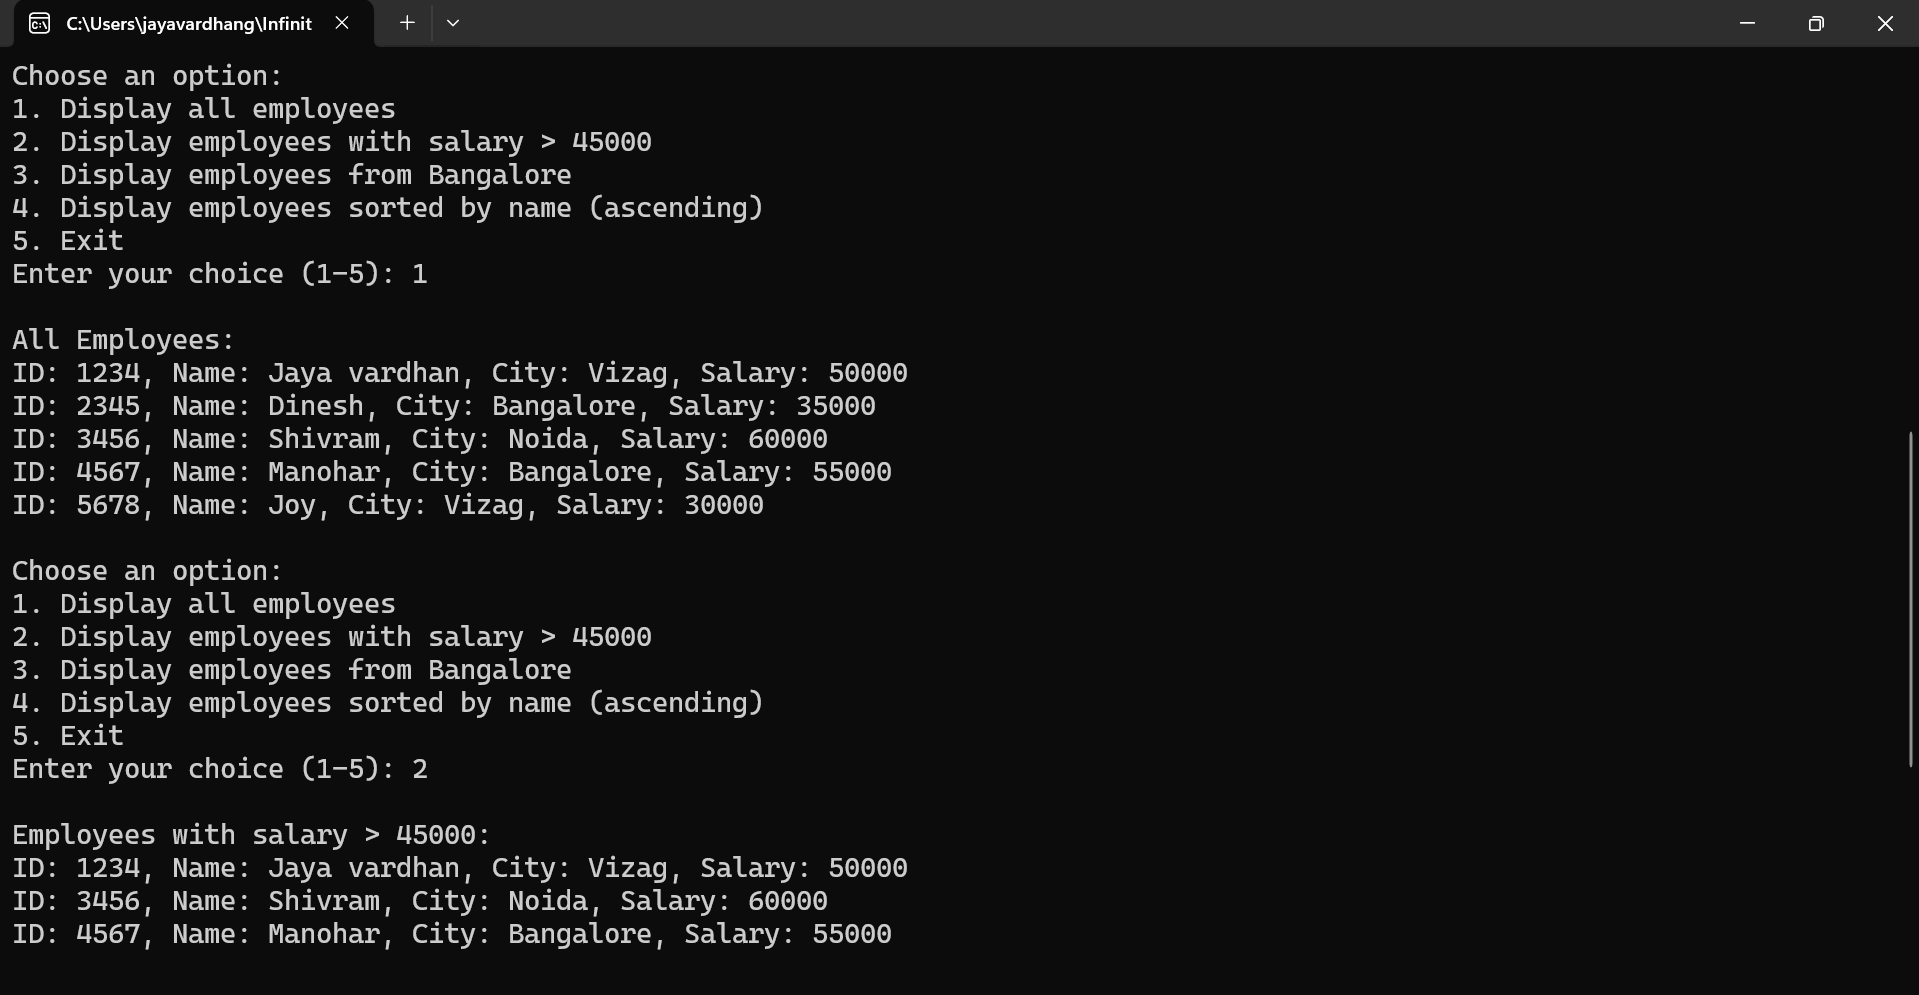 C:\Users\jayavardhang\Infinit
Choose an option:
1. Display all employees
2. Display employees with salary > 45000
3. Display employees from Bangalore
4. Display employees sorted by name (ascending)
5. Exit
Enter your choice (1-5): 1
All Employees:
ID: 1234, Name: Jaya vardhan, City: Vizag, Salary: 50000
ID: 2345, Name: Dinesh, City: Bangalore, Salary: 35000
ID: 3456, Name: Shivram, City: Noida, Salary: 60000
ID: 4567, Name: Manohar, City: Bangalore, Salary: 55000
ID: 5678, Name: Joy, City: Vizag, Salary: 30000
Choose an option:
1. Display all employees
2. Display employees with salary > 45000
3. Display employees from Bangalore
4. Display employees sorted by name (ascending)
5. Exit
Enter your choice (1-5): 2
Employees with salary > 45000:
ID: 1234, Name: Jaya vardhan, City: Vizag, Salary: 50000
ID: 3456, Name: Shivram, City: Noida, Salary: 60000
ID: 4567, Name: Manohar, City: Bangalore, Salary: 55000